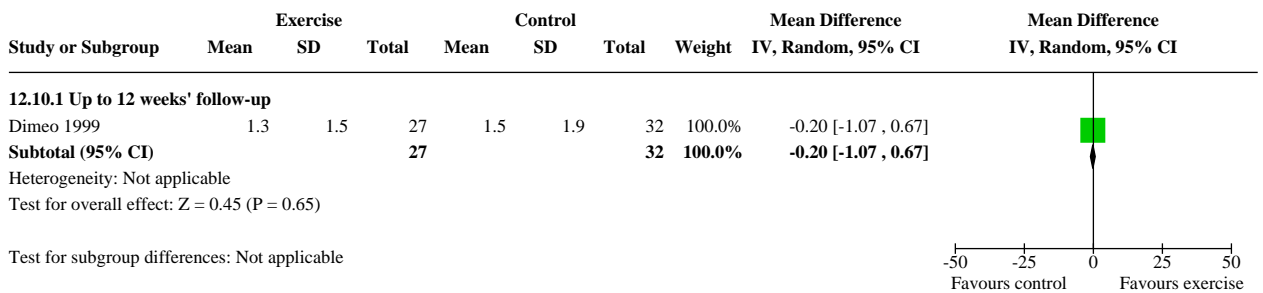 Exercise Control Mean Difference Mean Difference
Study or Subgroup Mean SD Total Mean SD Total Weight IV, Random, 95% CI IV, Random, 95% CI
12.10.1 Up to 12 weeks' follow-up
Dimeo 1999 1.3 1.5 27 1.5 1.9 32 100.0% -0.20 [-1.07 , 0.67]
Subtotal (95% CI) 27 32 100.0% -0.20 [-1.07 , 0.67]
Heterogeneity: Not applicable
Test for overall effect: Z = 0.45 (P = 0.65)
Test for subgroup differences: Not applicable
-50 -25 0 25 50
Favours control Favours exercise